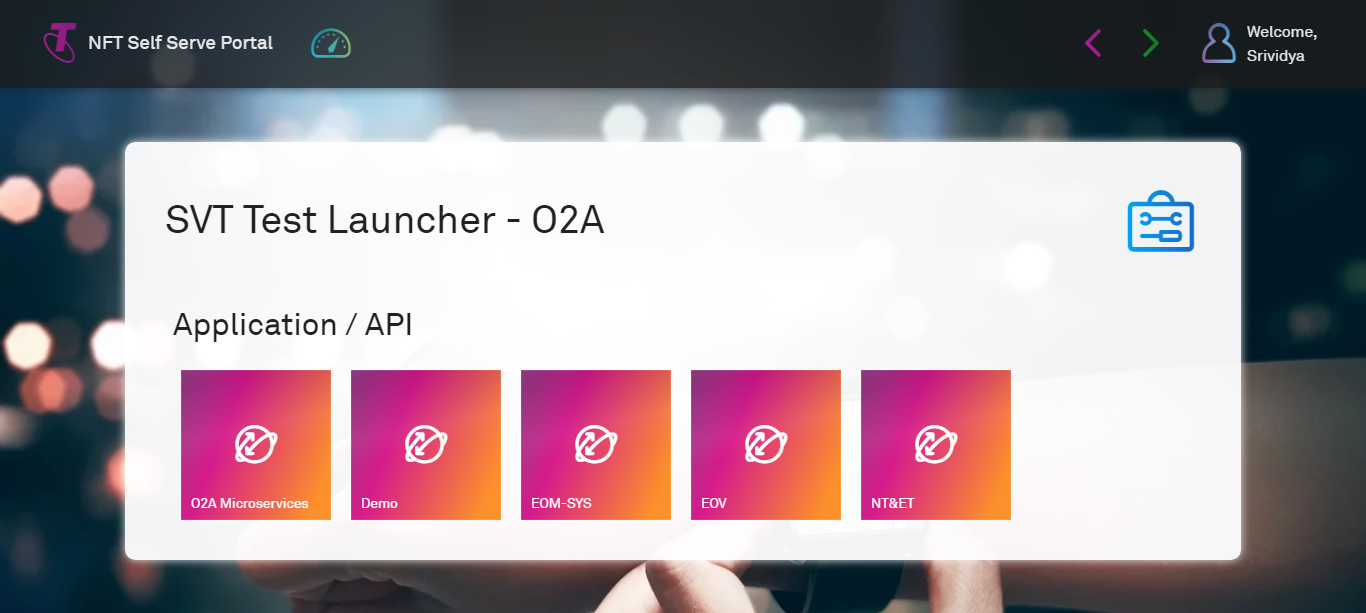 NFT Self Serve Portal
Welcome,
Srividya
SVT Test Launcher - O2A
Application / API
O2A Microservices
Demo
EOM-SYS
EOV
NT&ET